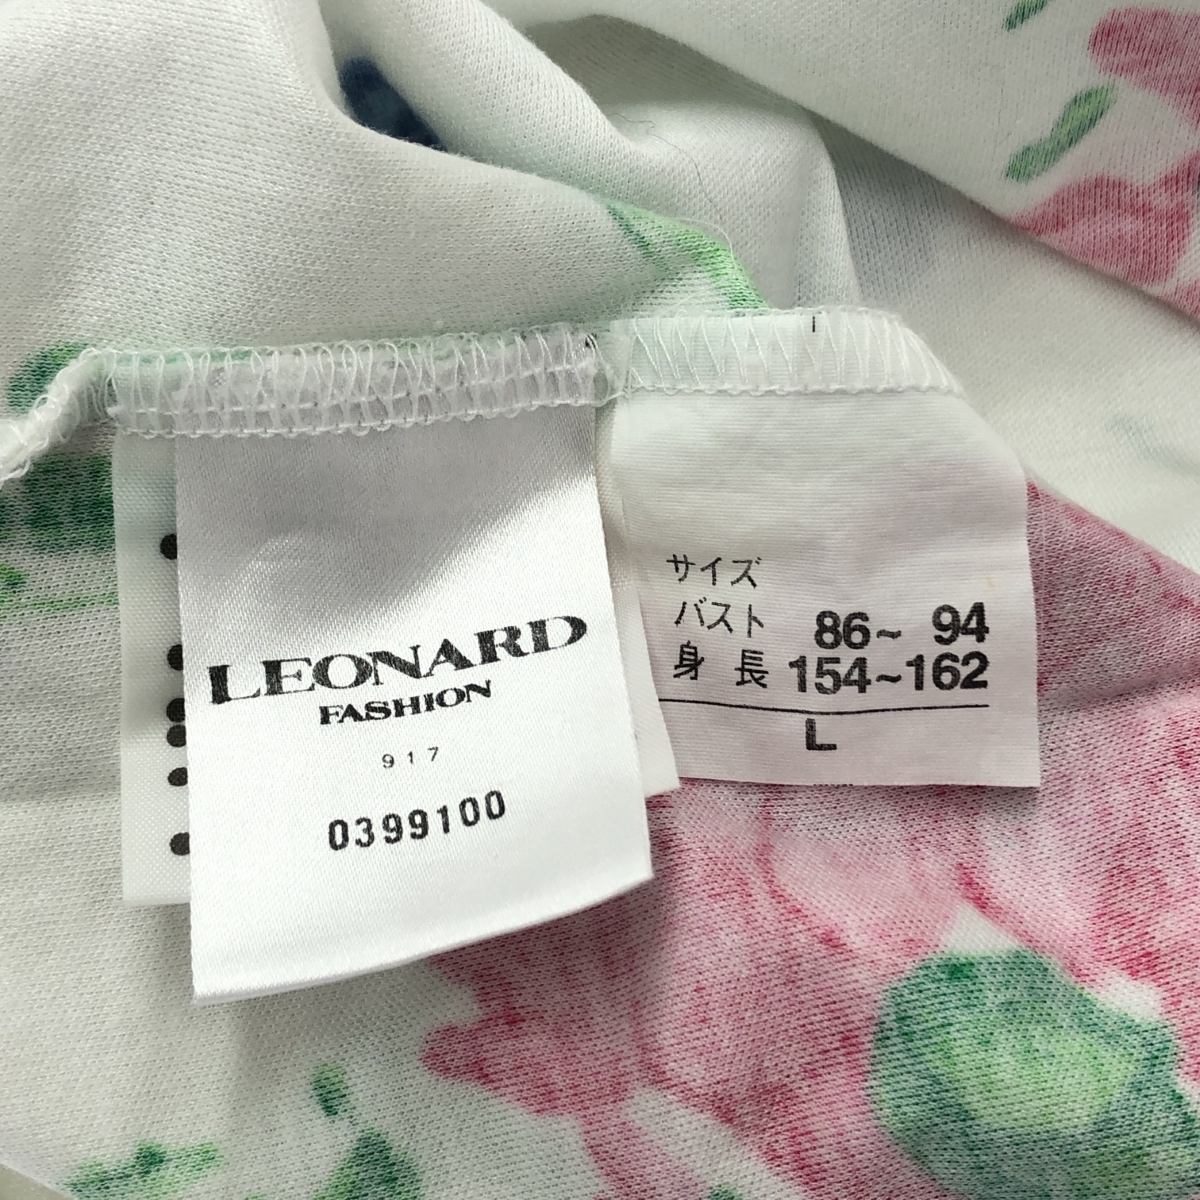 LEONARD
FASHION
917
0399100
サイズ
バスト 86~ 94
身 長 154~162
L